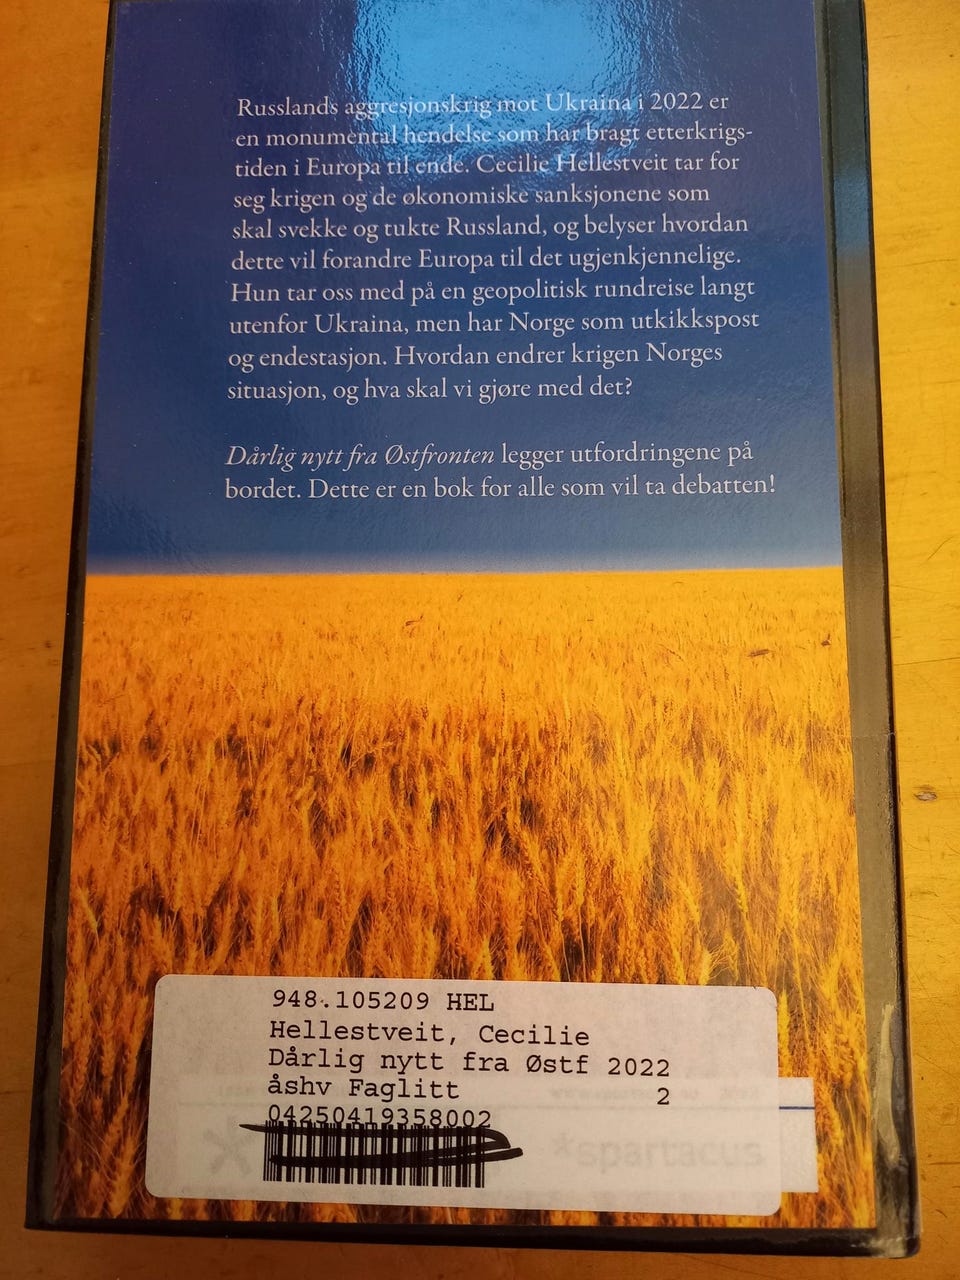 Russlands aggresjonskrig mot Ukraina i 2022 er
en monumental hendelse som har bragt etterkrigs-
tiden i Europa til ende. Cecilie Hellestveit tar for
seg krigen og de økonomiske sanksjonene som
skal svekke og tukte Russland, og belyser hvordan
dette vil forandre Europa til det ugjenkjennelige.
Hun tar oss med på en geopolitisk rundreise langt
utenfor Ukraina, men har Norge som utkikkspost
og endestasjon. Hvordan endrer krigen Norges
situasjon, og hva skal vi gjøre med det?
Dårlig nytt fra Østfronten legger utfordringene på
bordet. Dette er en bok for alle som vil ta debatten!
948.105209 HEL
Hellestveit, Cecilie
Dårlig nytt fra Østf 2022
åshv Faglitt 2
04250419358002
*spartacus